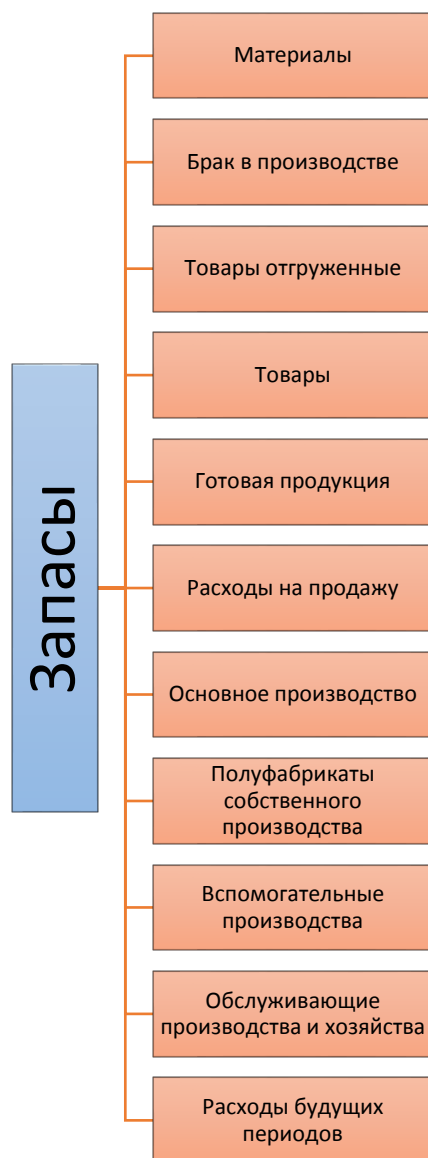 Запасы
Материалы
Брак в производстве
Товары отгруженные
Товары
Готовая продукция
Расходы на продажу
Основное производство
Полуфабрикаты
собственного
производства
Вспомогательные
производства
Обслуживающие
производства и хозяйства
Расходы будущих
периодов